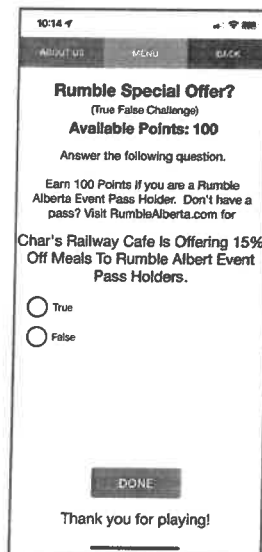 10:14
ABOUT US MENU BACK
Rumble Special Offer?
(True False Challenge)
Available Points: 100
Answer the following question.
Earn 100 Points if you are a Rumble
Alberta Event Pass Holder. Don't have a
pass? Visit RumbleAlberta.com for
Char's Railway Cafe Is Offering 15%
Off Meals To Rumble Albert Event
Pass Holders.
True
False
DONE
Thank you for playing!